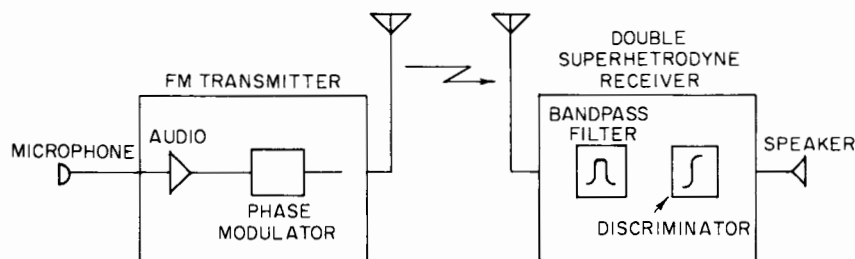 FM TRANSMITTER
MICROPHONE
AUDIO
PHASE
MODULATOR
DOUBLE
SUPERHETRODYNE
RECEIVER
BANDPASS
FILTER
DISCRIMINATOR
SPEAKER